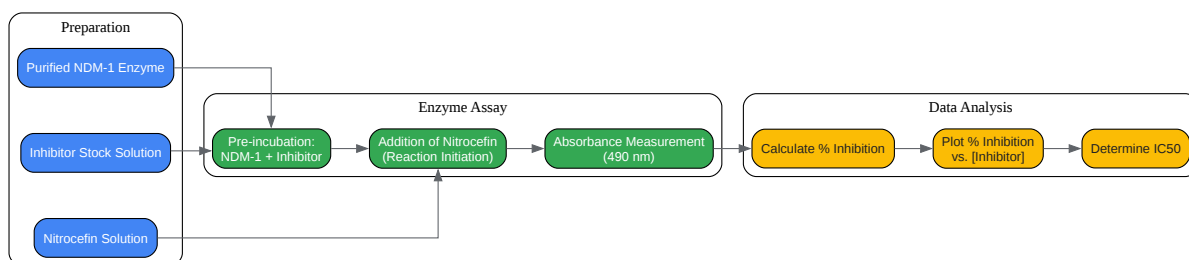 Preparation
Purified NDM-1 Enzyme
Inhibitor Stock Solution
Nitrocefin Solution
Enzyme Assay
Pre-incubation:
NDM-1 + Inhibitor
Addition of Nitrocefin
(Reaction Initiation)
Absorbance Measurement
(490 nm)
Data Analysis
Calculate % Inhibition
Plot % Inhibition
vs. [Inhibitor]
Determine IC50